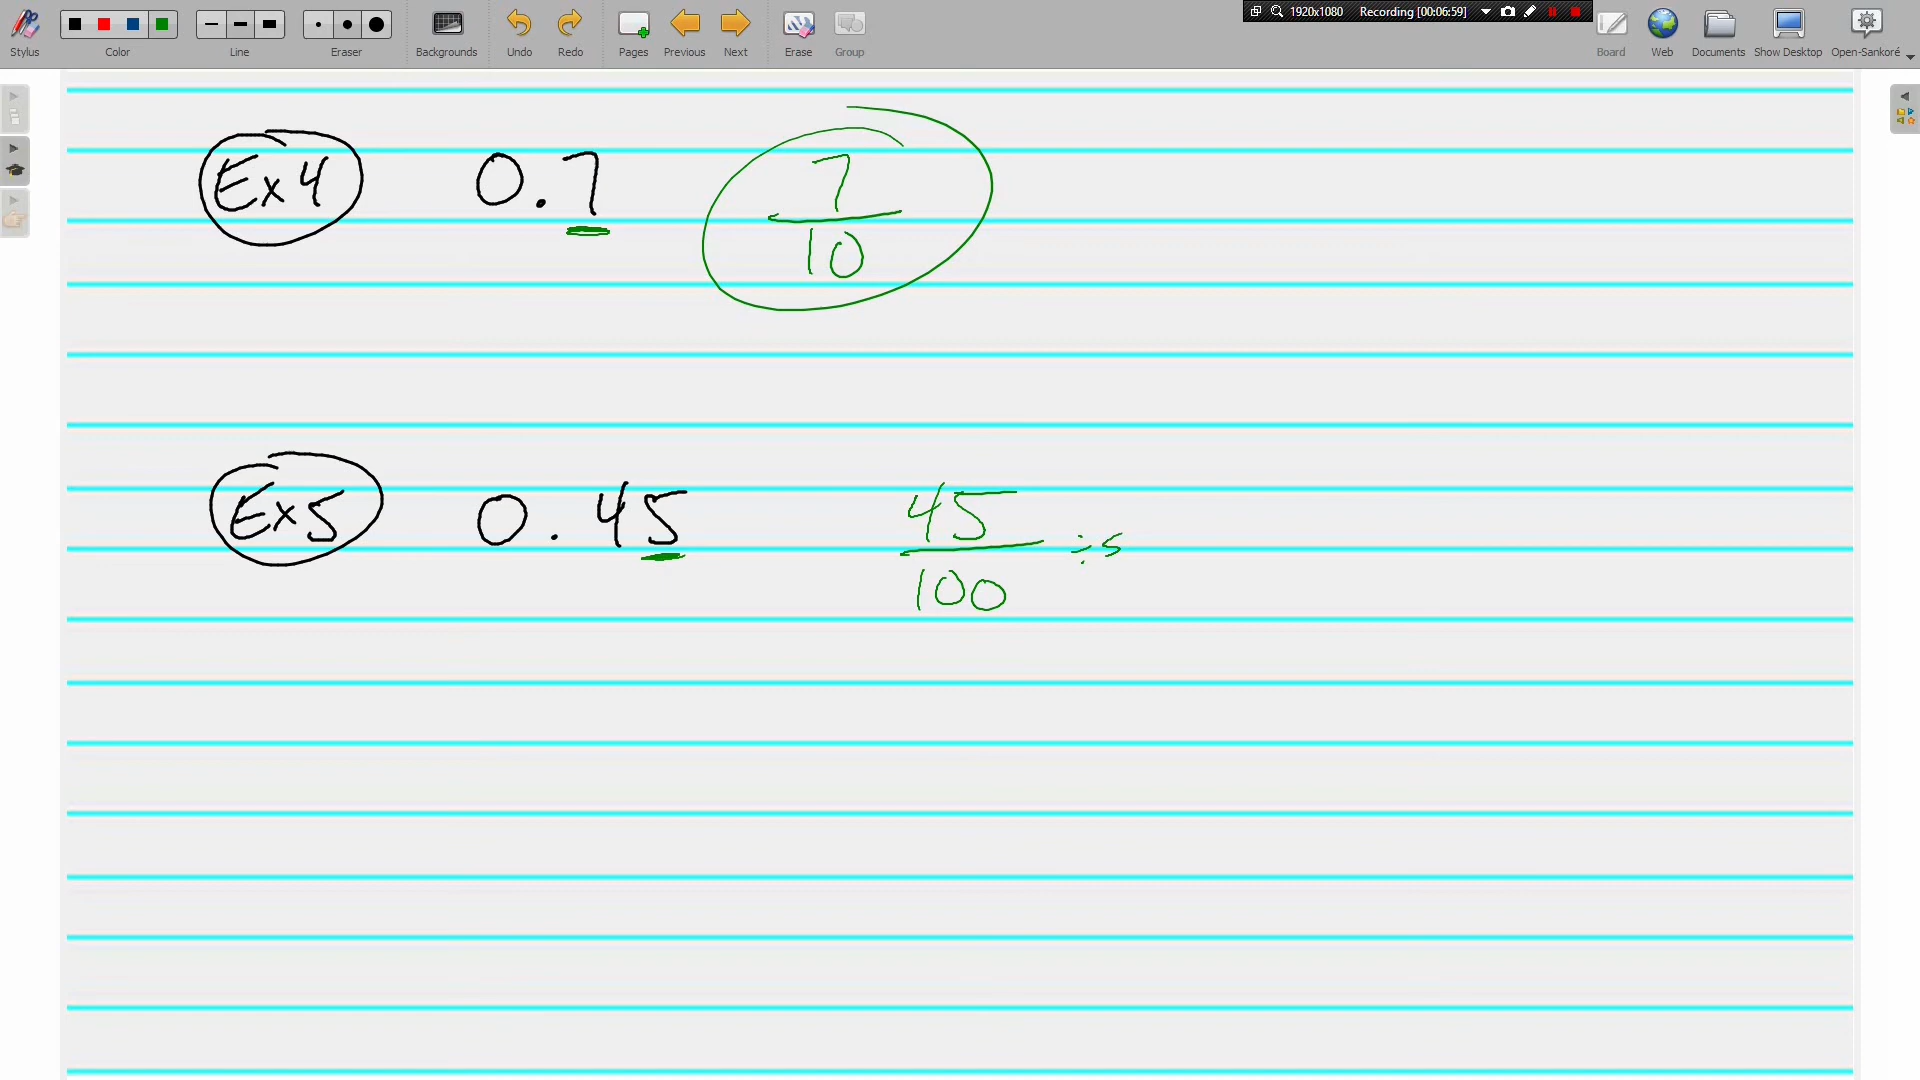 Stylus Color Line Eraser Backgrounds Undo Redo Pages Previous Next Erase Group Board Web Documents Show Desktop Open-Sankoré
1920x1080 Recording [00:06:59]
Ex4 0.7 7/10
Ex5 0.45 45/100 ÷5